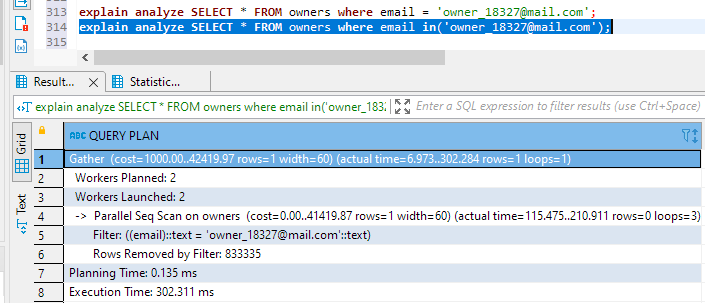 312
313 explain analyze SELECT * FROM owners where email = 'owner_18327@mail.com';
314 explain analyze SELECT * FROM owners where email in('owner_18327@mail.com');
315
Result... Statistic...
explain analyze SELECT * FROM owners where email in('owner_1832 Enter a SQL expression to filter results (use Ctrl+Space)
Grid
Text
ABC QUERY PLAN
1 Gather (cost=1000.00..42419.97 rows=1 width=60) (actual time=6.973..302.284 rows=1 loops=1)
2 Workers Planned: 2
3 Workers Launched: 2
4 -> Parallel Seq Scan on owners (cost=0.00..41419.87 rows=1 width=60) (actual time=115.475..210.911 rows=0 loops=3)
5 Filter: ((email)::text = 'owner_18327@mail.com'::text)
6 Rows Removed by Filter: 833335
7 Planning Time: 0.135 ms
8 Execution Time: 302.311 ms